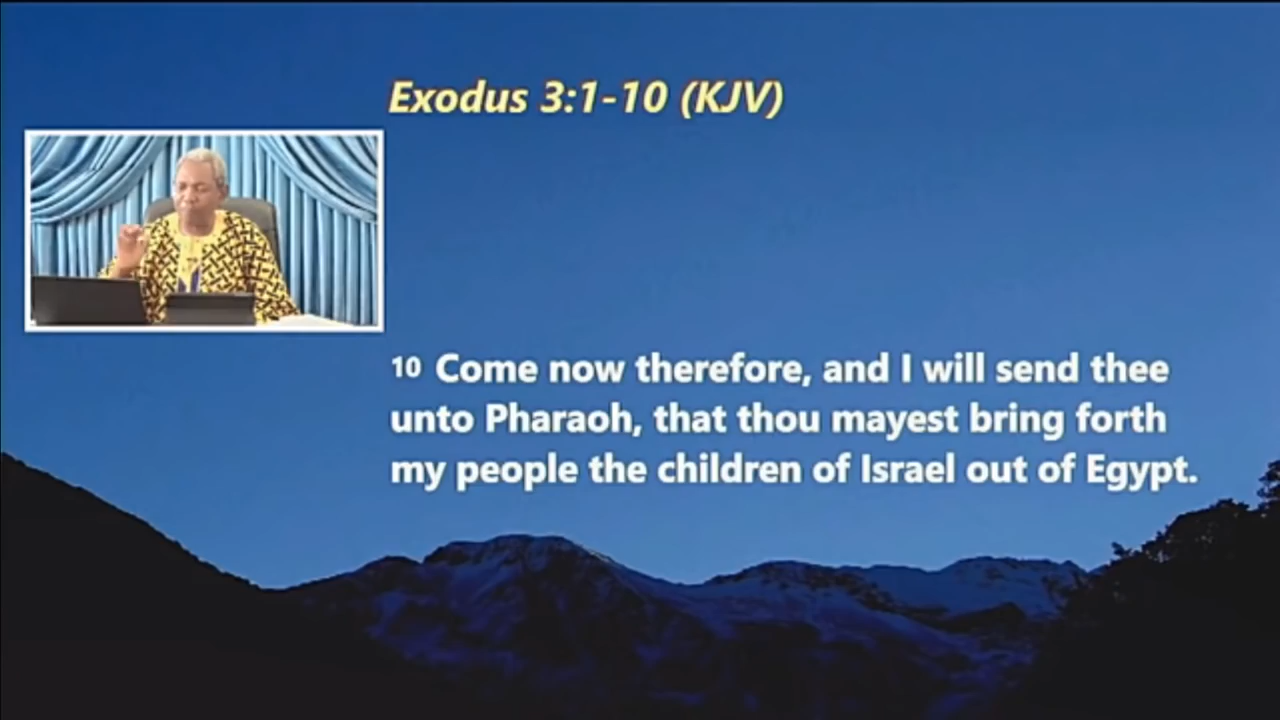 Exodus 3:1-10 (KJV)
10 Come now therefore, and I will send thee
unto Pharaoh, that thou mayest bring forth
my people the children of Israel out of Egypt.